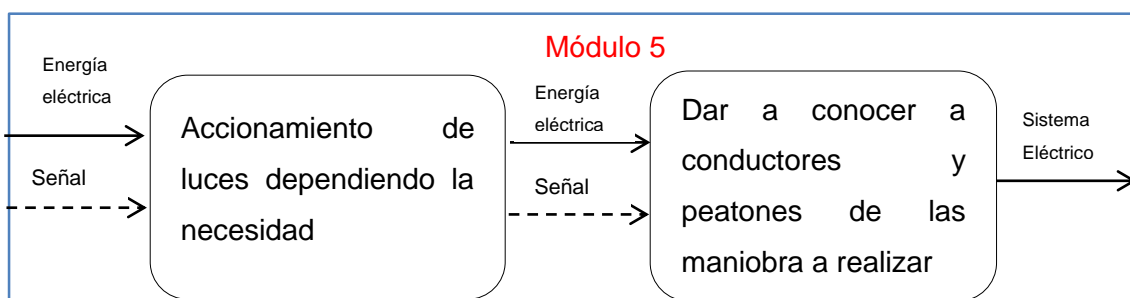 Módulo 5
Energía
eléctrica
Señal
Accionamiento de
luces dependiendo la
necesidad
Energía
eléctrica
Señal
Dar a conocer a
conductores y
peatones de las
maniobra a realizar
Sistema
Eléctrico